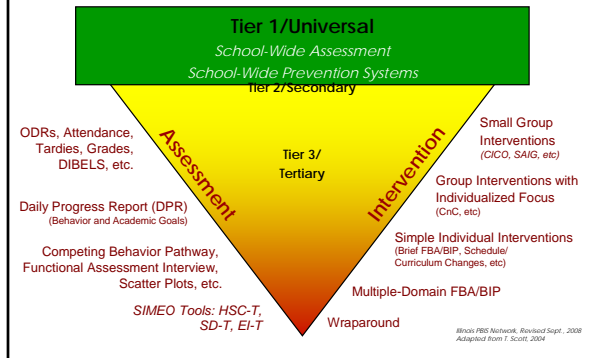 Tier 1/Universal
School-Wide Assessment
School-Wide Prevention Systems
Tier 2/Secondary
ODRs, Attendance,
Tardies, Grades,
DIBELS, etc.
Daily Progress Report (DPR)
(Behavior and Academic Goals)
Competing Behavior Pathway,
Functional Assessment Interview,
Scatter Plots, etc.
SIMEO Tools: HSC-T,
SD-T, EI-T
Assessment
Tier 3/
Tertiary
Intervention
Small Group
Interventions
(CICO, SAIG, etc)
Group Interventions with
Individualized Focus
(CnC, etc)
Simple Individual Interventions
(Brief FBA/BIP, Schedule/
Curriculum Changes, etc)
Multiple-Domain FBA/BIP
Wraparound
Illinois PBIS Network, Revised Sept., 2008
Adapted from T. Scott, 2004